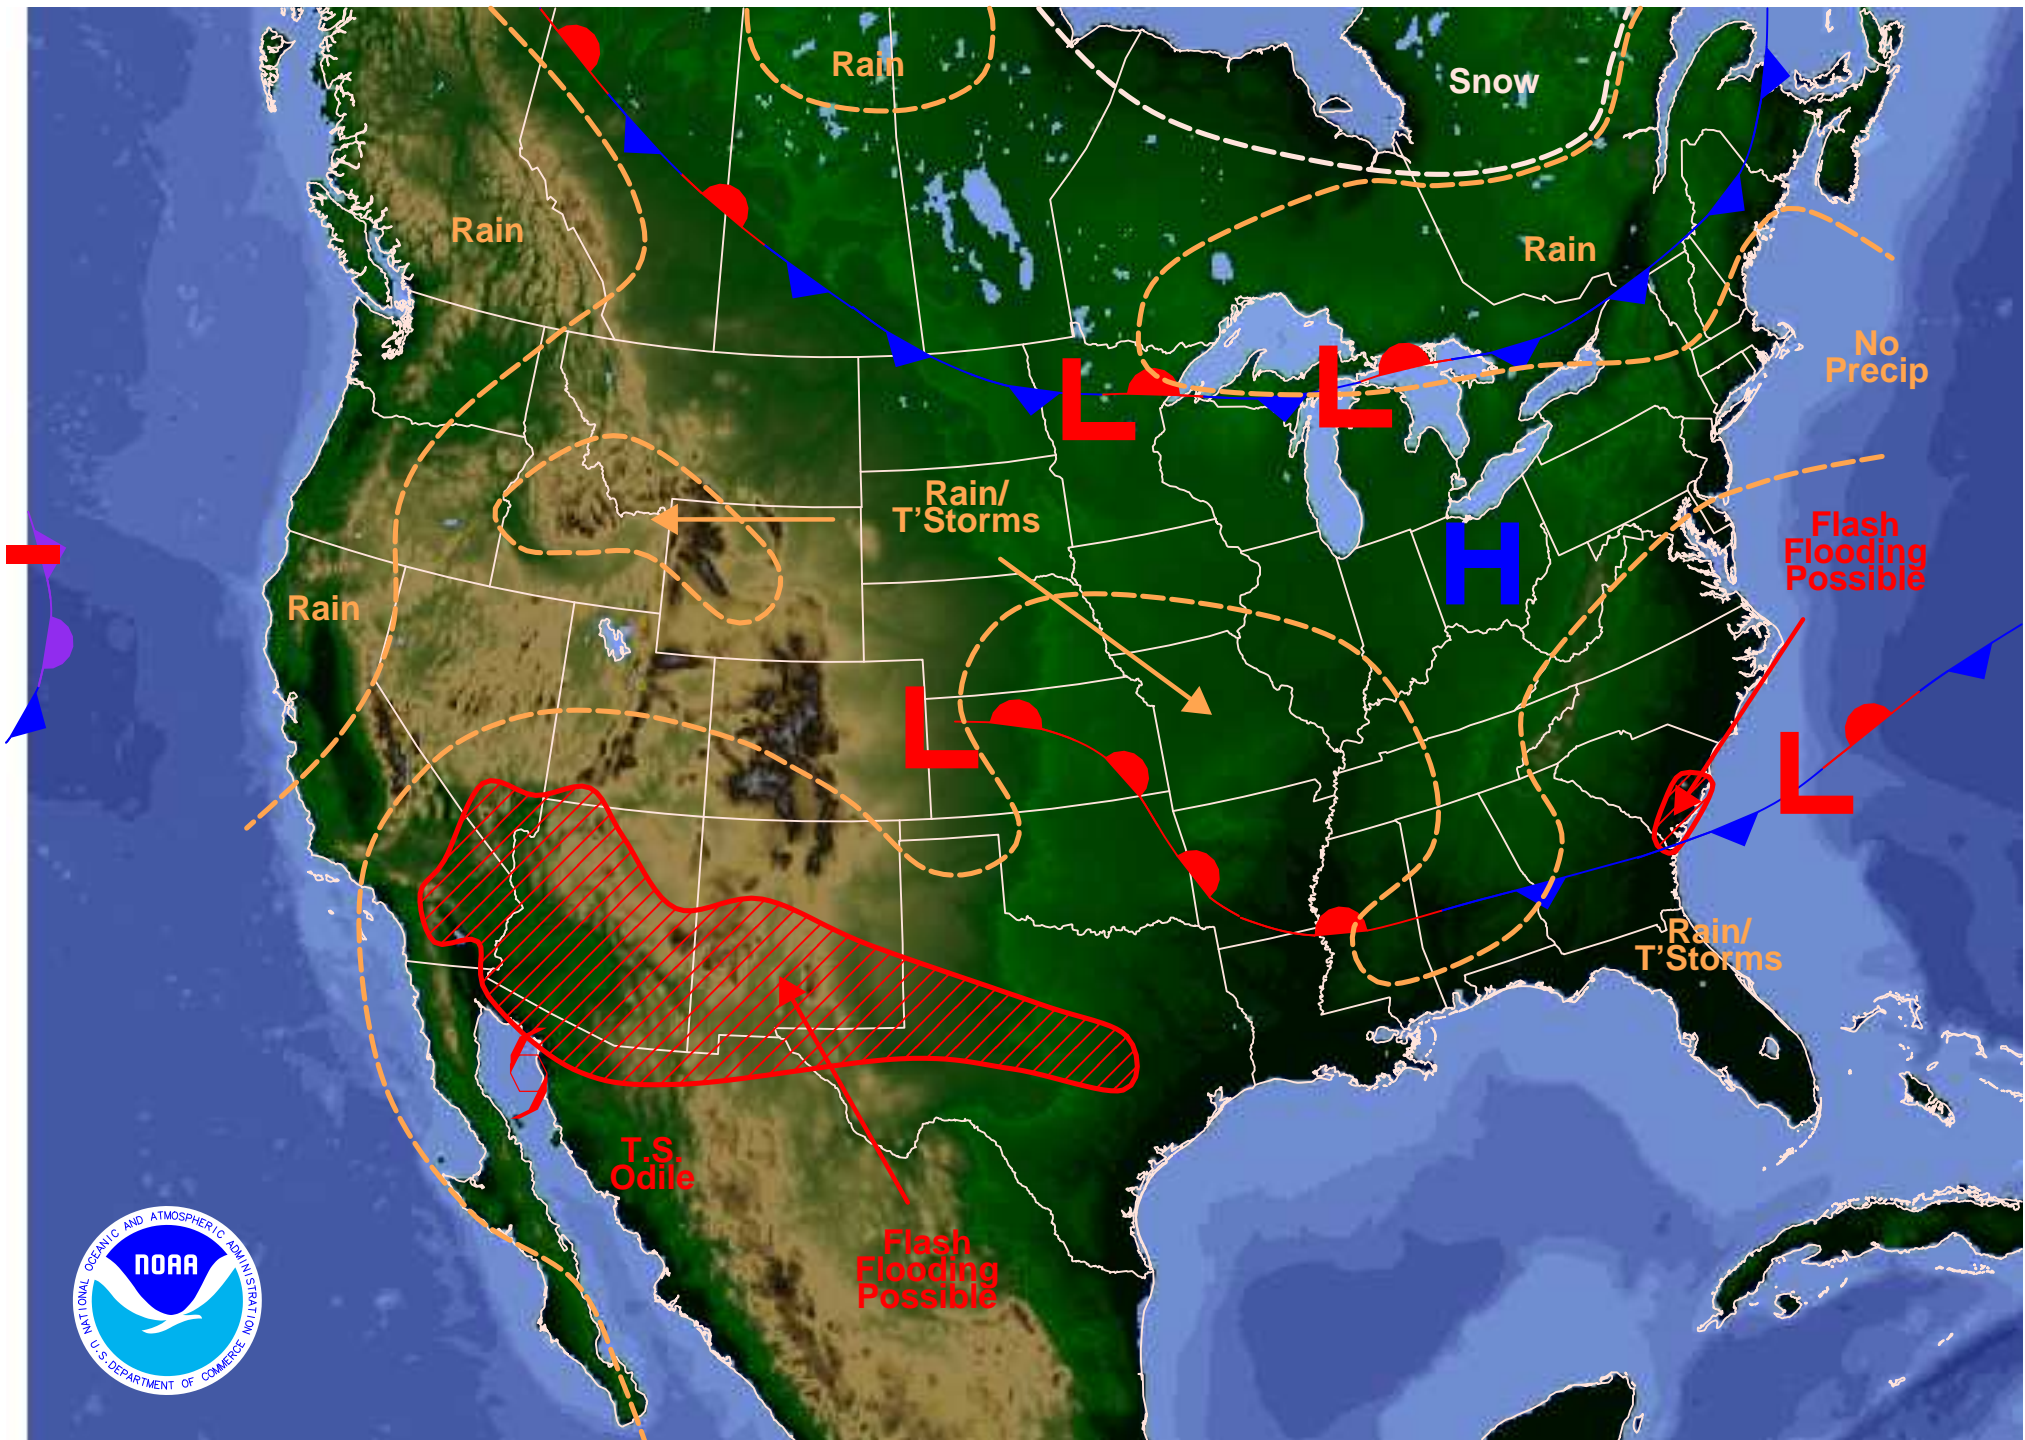 Rain
Snow
Rain
Rain
No
Precip
Rain/
T'Storms
Flash
Flooding
Possible
Rain
L
L
H
L
L
Rain/
T'Storms
T.S.
Odile
Flash
Flooding
Possible
NATIONAL OCEANIC AND ATMOSPHERIC ADMINISTRATION
NOAA
U.S. DEPARTMENT OF COMMERCE